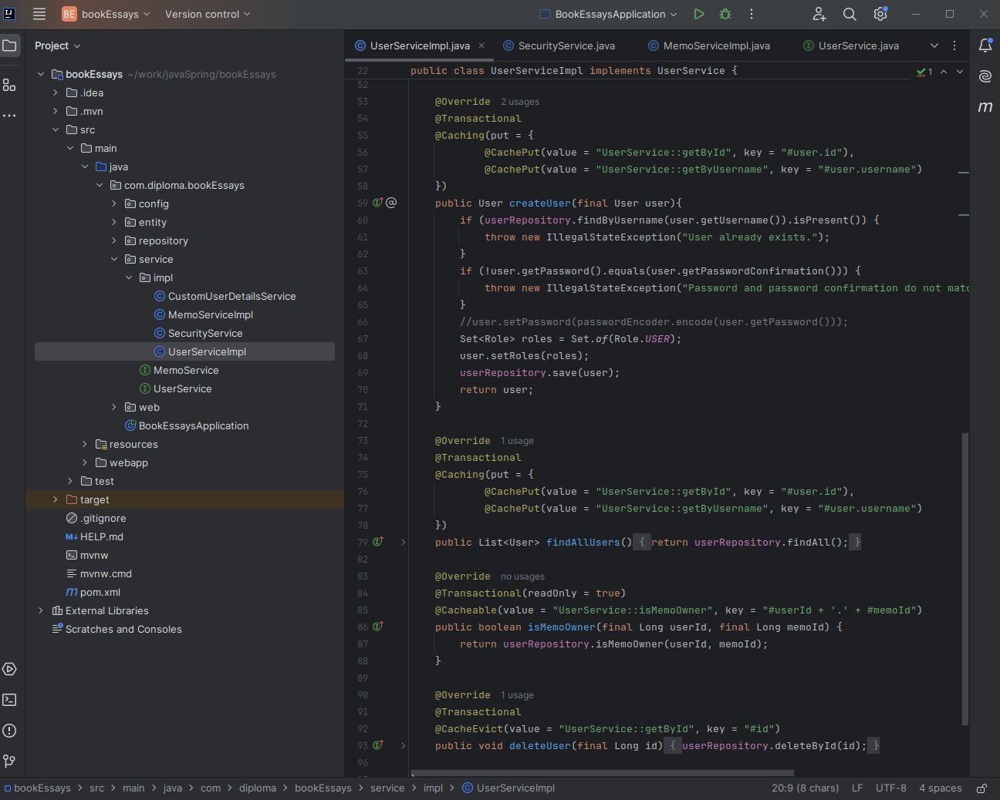 BE bookEssays Version control BookEssaysApplication
Project
UserServiceImpl.java SecurityService.java MemoServiceImpl.java UserService.java
bookEssays ~/work/javaSpring/bookEssays
.idea
.mvn
src
main
java
com.diploma.bookEssays
config
entity
repository
service
impl
CustomUserDetailsService
MemoServiceImpl
SecurityService
UserServiceImpl
MemoService
UserService
web
BookEssaysApplication
resources
webapp
test
target
.gitignore
HELP.md
mvnw
mvnw.cmd
pom.xml
External Libraries
Scratches and Consoles
22 public class UserServiceImpl implements UserService { 1
52
53 @Override 2 usages
54 @Transactional
55 @Caching(put = {
56 @CachePut(value = "UserService::getById", key = "#user.id"),
57 @CachePut(value = "UserService::getByUsername", key = "#user.username")
58 })
59 public User createUser(final User user){
60 if (userRepository.findByUsername(user.getUsername()).isPresent()) {
61 throw new IllegalStateException("User already exists.");
62 }
63 if (!user.getPassword().equals(user.getPasswordConfirmation())) {
64 throw new IllegalStateException("Password and password confirmation do not matc
65 }
66 //user.setPassword(passwordEncoder.encode(user.getPassword()));
67 Set<Role> roles = Set.of(Role.USER);
68 user.setRoles(roles);
69 userRepository.save(user);
70 return user;
71 }
72
73 @Override 1 usage
74 @Transactional
75 @Caching(put = {
76 @CachePut(value = "UserService::getById", key = "#user.id"),
77 @CachePut(value = "UserService::getByUsername", key = "#user.username")
78 })
79 public List<User> findAllUsers() { return userRepository.findAll(); }
82
83 @Override no usages
84 @Transactional(readOnly = true)
85 @Cacheable(value = "UserService::isMemoOwner", key = "#userId + '.' + #memoId")
86 public boolean isMemoOwner(final Long userId, final Long memoId) {
87 return userRepository.isMemoOwner(userId, memoId);
88 }
89
90 @Override 1 usage
91 @Transactional
92 @CacheEvict(value = "UserService::getById", key = "#id")
93 public void deleteUser(final Long id) { userRepository.deleteById(id); }
96
bookEssays > src > main > java > com > diploma > bookEssays > service > impl > UserServiceImpl 20:9 (8 chars) LF UTF-8 4 spaces